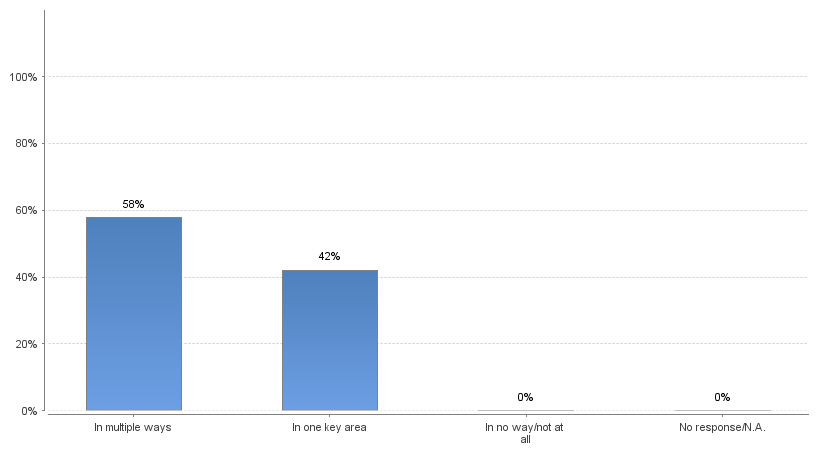 100%
80%
60%
40%
20%
0%
58%
42%
0%
0%
In multiple ways
In one key area
In no way/not at
all
No response/N.A.